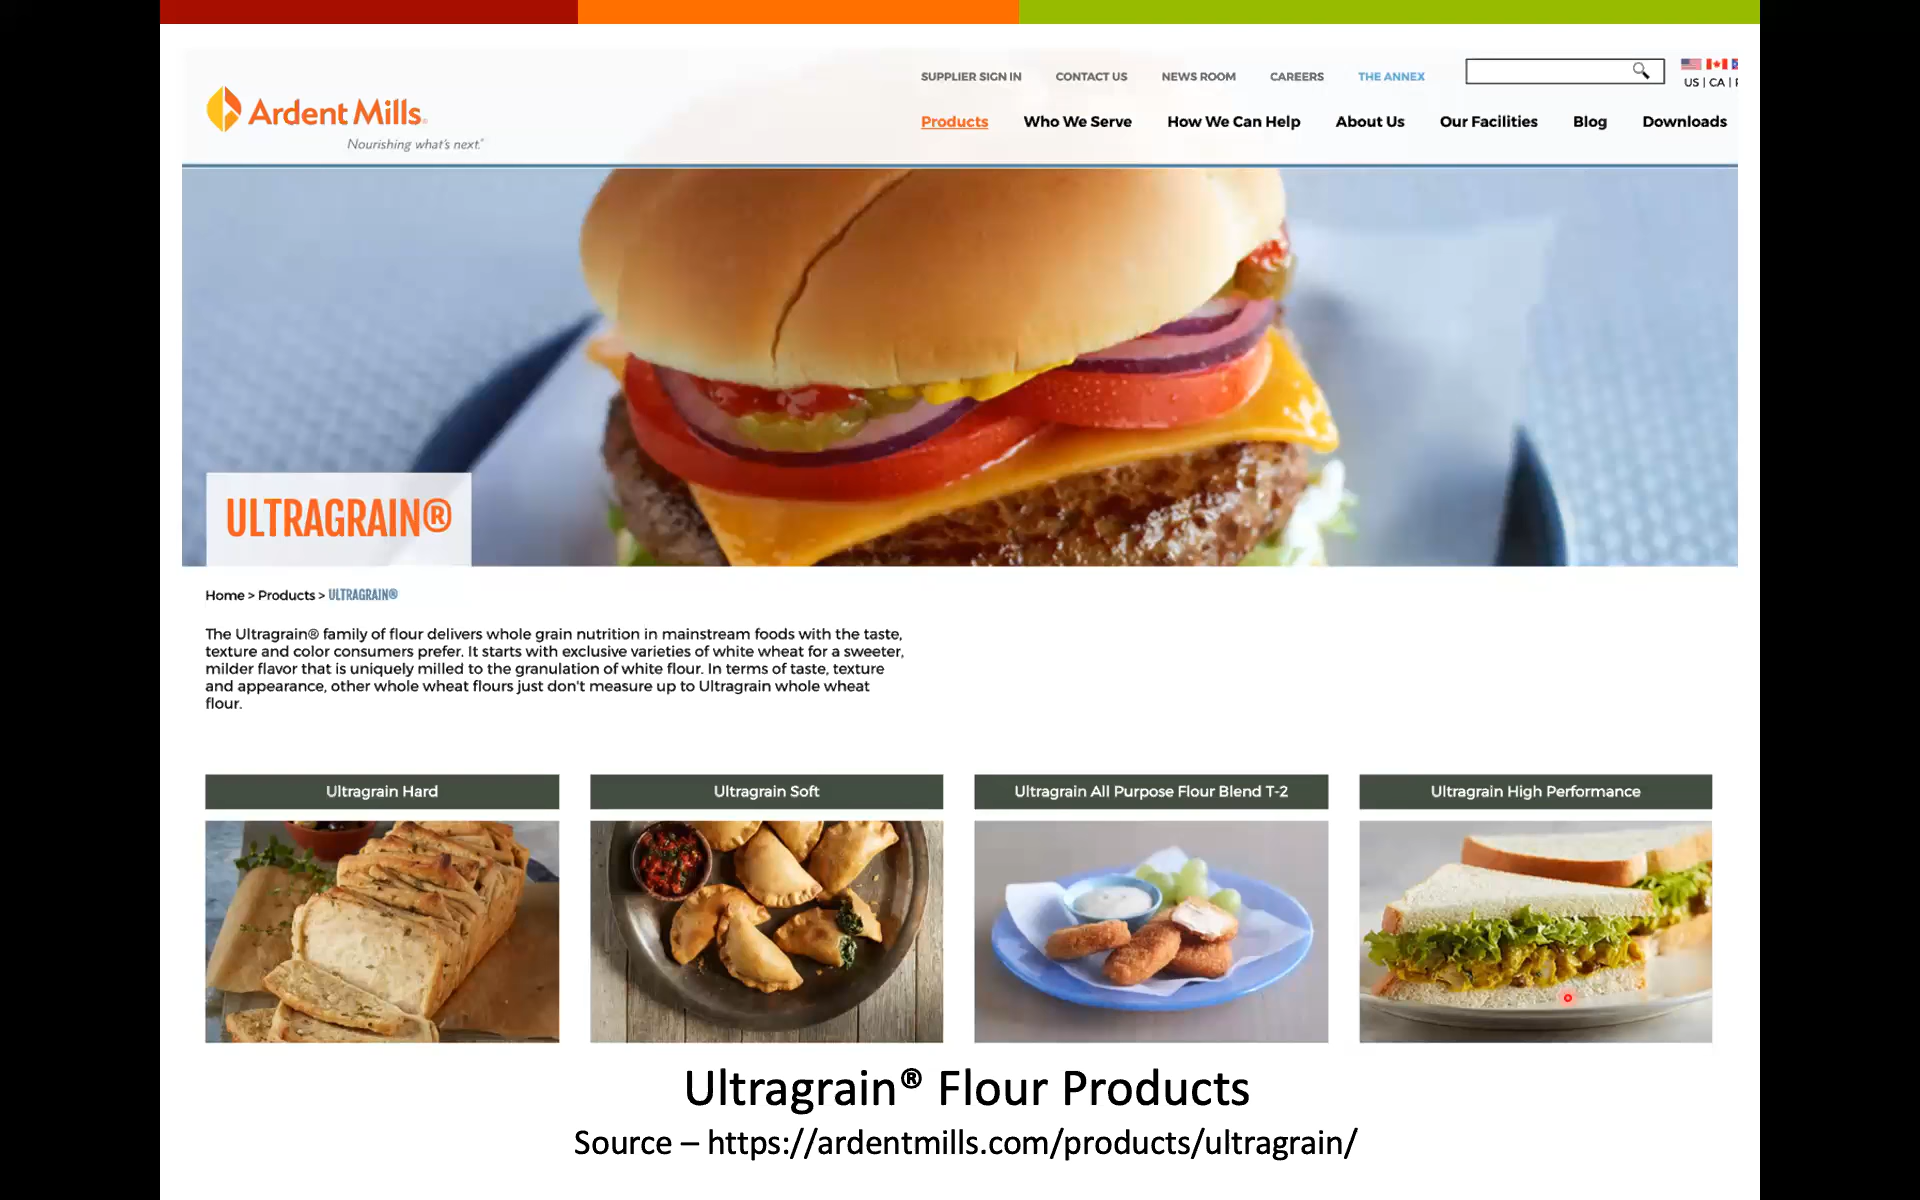 SUPPLIER SIGN IN CONTACT US NEWS ROOM CAREERS THE ANNEX
US | CA |
Ardent Mills
Nourishing what's next.
Products Who We Serve How We Can Help About Us Our Facilities Blog Downloads
ULTRAGRAIN®
Home > Products > ULTRAGRAIN®
The Ultragrain® family of flour delivers whole grain nutrition in mainstream foods with the taste,
texture and color consumers prefer. It starts with exclusive varieties of white wheat for a sweeter,
milder flavor that is uniquely milled to the granulation of white flour. In terms of taste, texture
and appearance, other whole wheat flours just don't measure up to Ultragrain whole wheat
flour.
Ultragrain Hard
Ultragrain Soft
Ultragrain All Purpose Flour Blend T-2
Ultragrain High Performance
Ultragrain® Flour Products
Source – https://ardentmills.com/products/ultragrain/